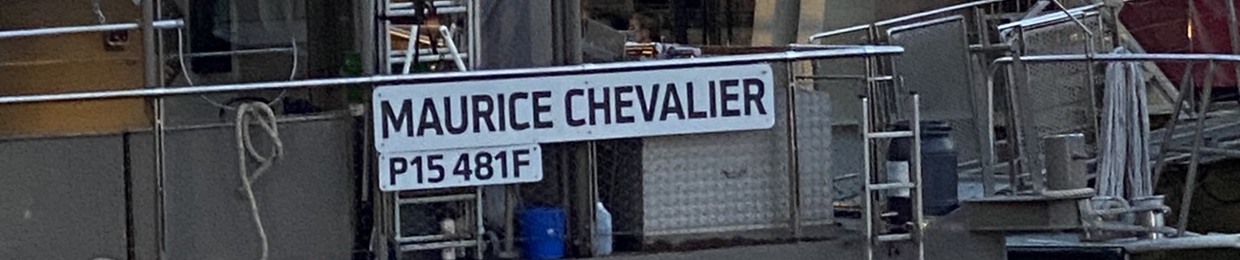 MAURICE CHEVALIER
P15 481F